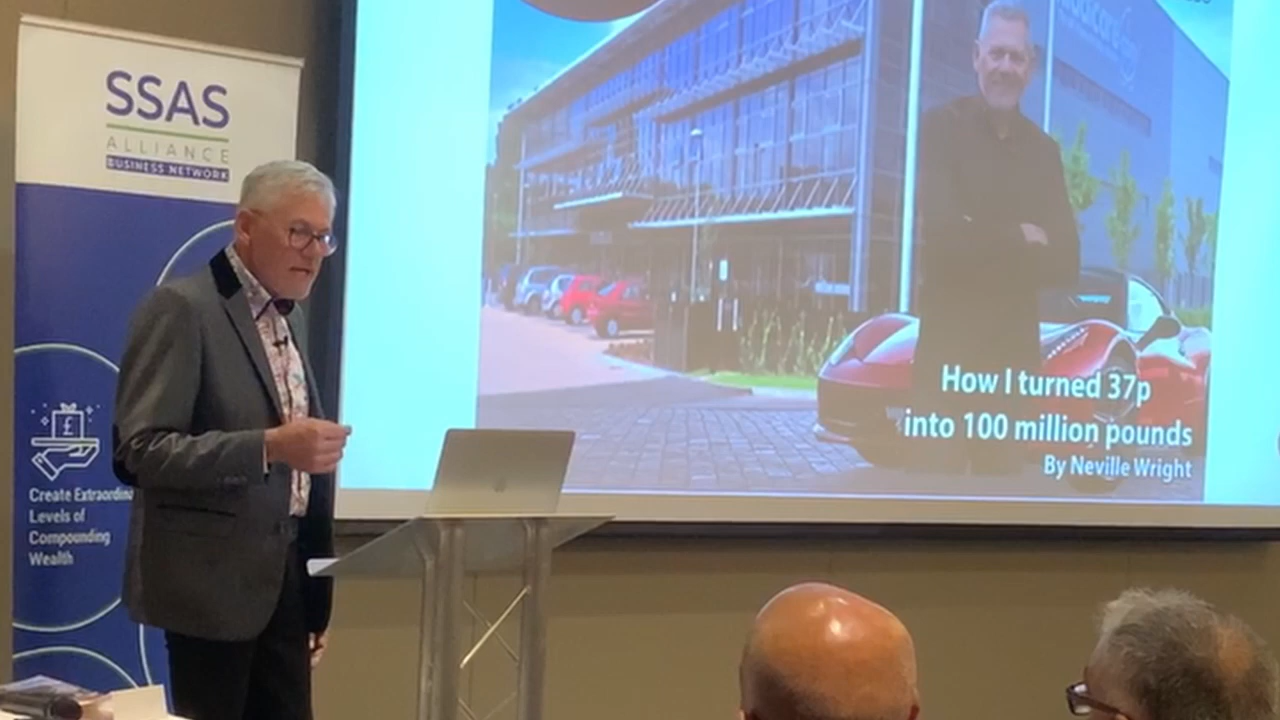 SSAS
ALLIANCE
BUSINESS NETWORK
£
Create
Levels of
Compounding
Wealth
How I turned 37p
into 100 million pounds
By Neville Wright